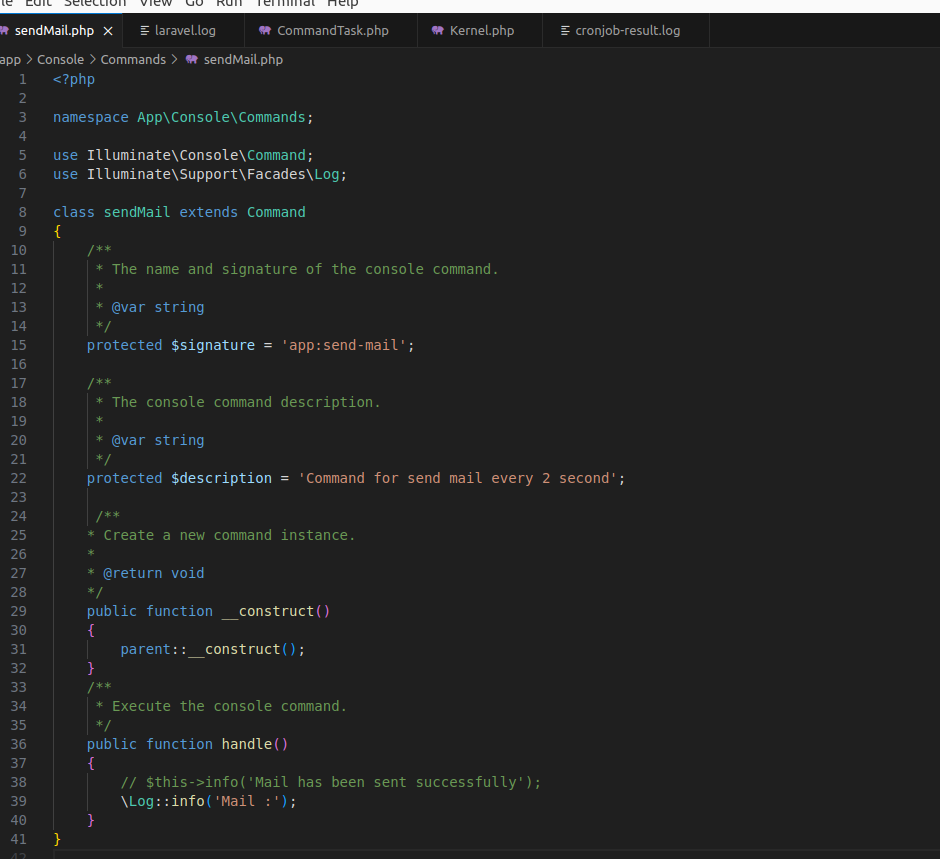 le Edit Selection View Go Run Terminal Help
sendMail.php × laravel.log CommandTask.php Kernel.php cronjob-result.log
app > Console > Commands > sendMail.php
1 <?php
2
3 namespace App\Console\Commands;
4
5 use Illuminate\Console\Command;
6 use Illuminate\Support\Facades\Log;
7
8 class sendMail extends Command
9 {
10     /**
11      * The name and signature of the console command.
12      *
13      * @var string
14      */
15     protected $signature = 'app:send-mail';
16
17     /**
18      * The console command description.
19      *
20      * @var string
21      */
22     protected $description = 'Command for send mail every 2 second';
23
24      /**
25     * Create a new command instance.
26     *
27     * @return void
28     */
29     public function __construct()
30     {
31         parent::__construct();
32     }
33     /**
34      * Execute the console command.
35      */
36     public function handle()
37     {
38         // $this->info('Mail has been sent successfully');
39         \Log::info('Mail :');
40     }
41 }
42